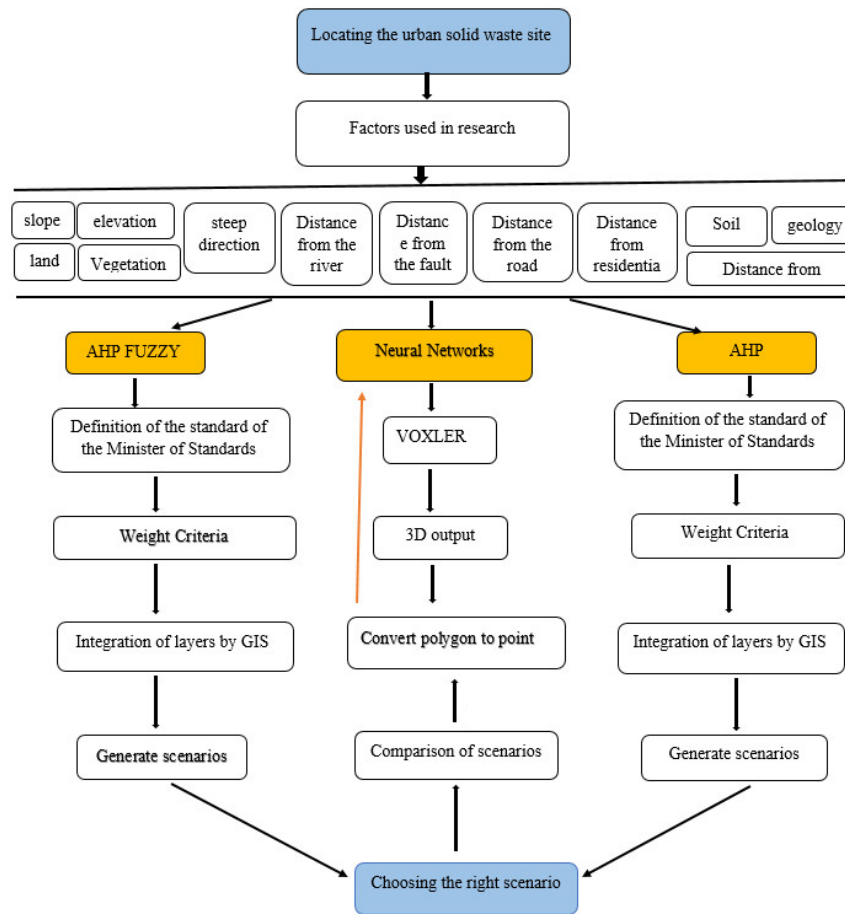 Locating the urban solid waste site
Factors used in research
slope
elevation
steep
direction
Distance
from the
river
Distanc
e from
the fault
Distance
from the
road
Distance
from
residentia
Soil
geology
land
Vegetation
Distance from
AHP FUZZY
Neural Networks
AHP
Definition of the standard of
the Minister of Standards
VOXLER
Definition of the standard of
the Minister of Standards
Weight Criteria
3D output
Weight Criteria
Integration of layers by GIS
Convert polygon to point
Integration of layers by GIS
Generate scenarios
Comparison of scenarios
Generate scenarios
Choosing the right scenario